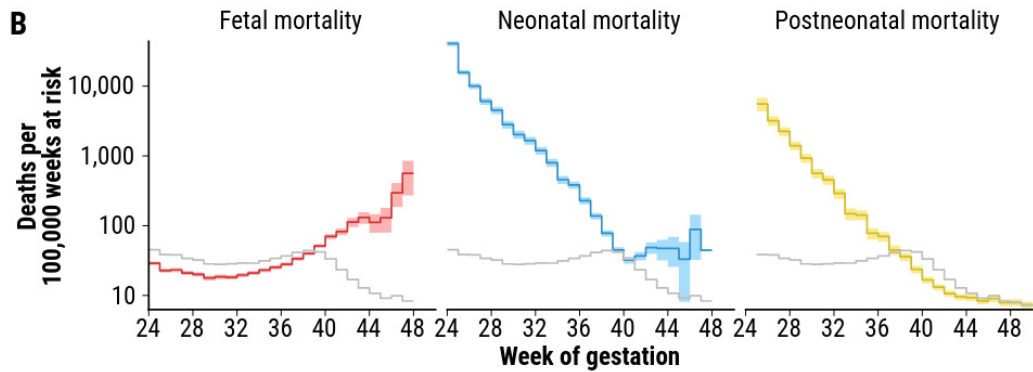 B
Fetal mortality
Neonatal mortality
Postneonatal mortality
Deaths per
100,000 weeks at risk
10,000
1,000
100
10
24 28 32 36 40 44 48
24 28 32 36 40 44 48
24 28 32 36 40 44 48
Week of gestation